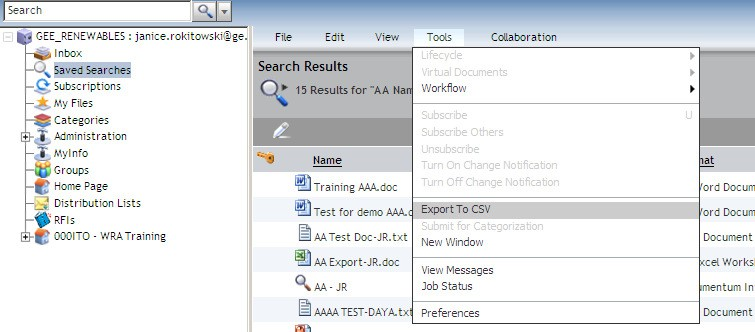 Search
GEE_RENEWABLES : janice.rokitowski@ge.
Inbox
Saved Searches
Subscriptions
My Files
Categories
Administration
MyInfo
Groups
Home Page
Distribution Lists
RFIs
000ITO - WRA Training
File Edit View Tools Collaboration
Search Results
15 Results for "AA Nam
Name
mat
Training AAA.doc
Word Docum
Test for demo AAA.d
Word Docum
AA Test Doc-JR.txt
Document
AA Export-JR.doc
Excel Worksh
AA - JR
AAAA TEST-DAYA.txt
Document
Lifecycle
Virtual Documents
Workflow
Subscribe U
Subscribe Others
Unsubscribe
Turn On Change Notification
Turn Off Change Notification
Export To CSV
Submit for Categorization
New Window
View Messages
Job Status
Preferences